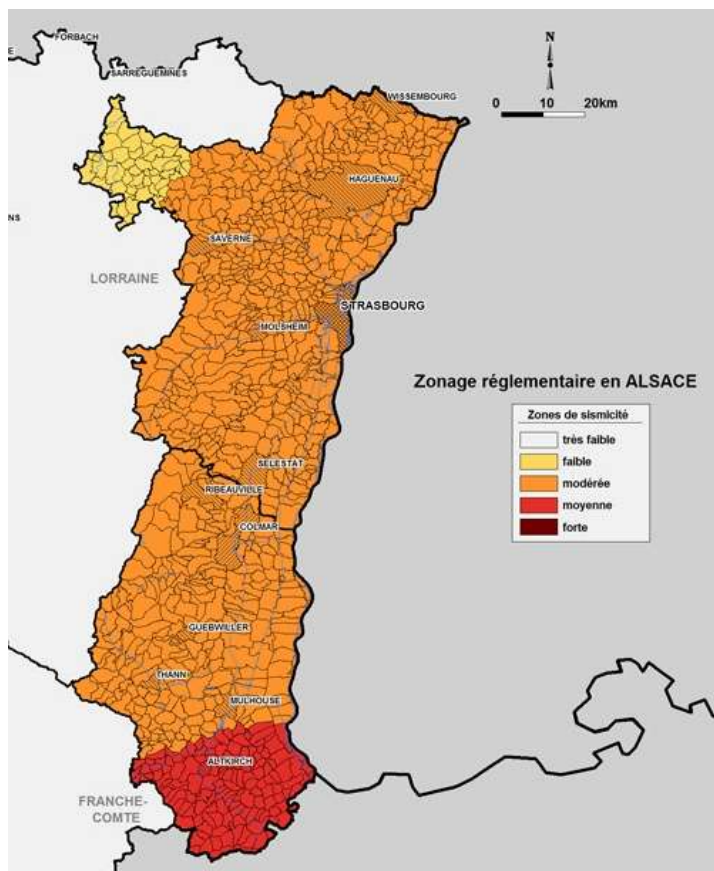 FORBACH
E
SARREGUEMINES
N
WISSEMBOURG
0 10 20km
HAGUENAU
NS
SAVERNE
LORRAINE
STRASBOURG
MOLSHEIM
Zonage réglementaire en ALSACE
Zones de sismicité
très faible
faible
modérée
moyenne
forte
SELESTAT
RIBEAUVILLE
COLMAR
GUEBWILLER
THANN
MULHOUSE
ALTKIRCH
FRANCHE-
COMTE